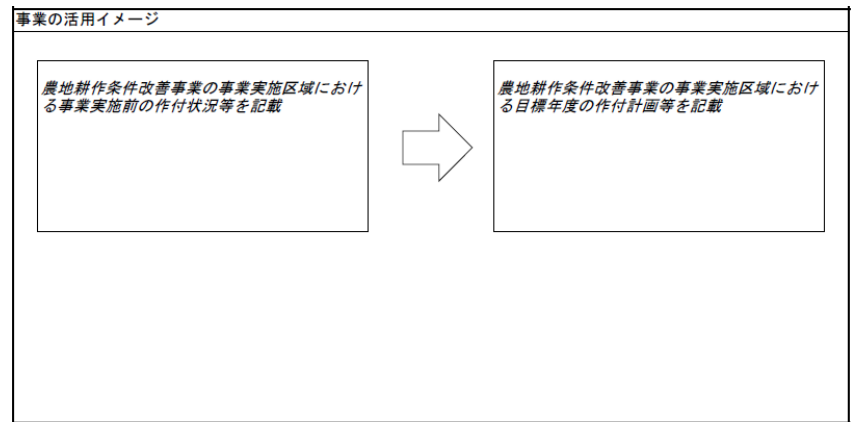 事業の活用イメージ
農地耕作条件改善事業の事業実施区域におけ
る事業実施前の作付状況等を記載
農地耕作条件改善事業の事業実施区域におけ
る目標年度の作付計画等を記載